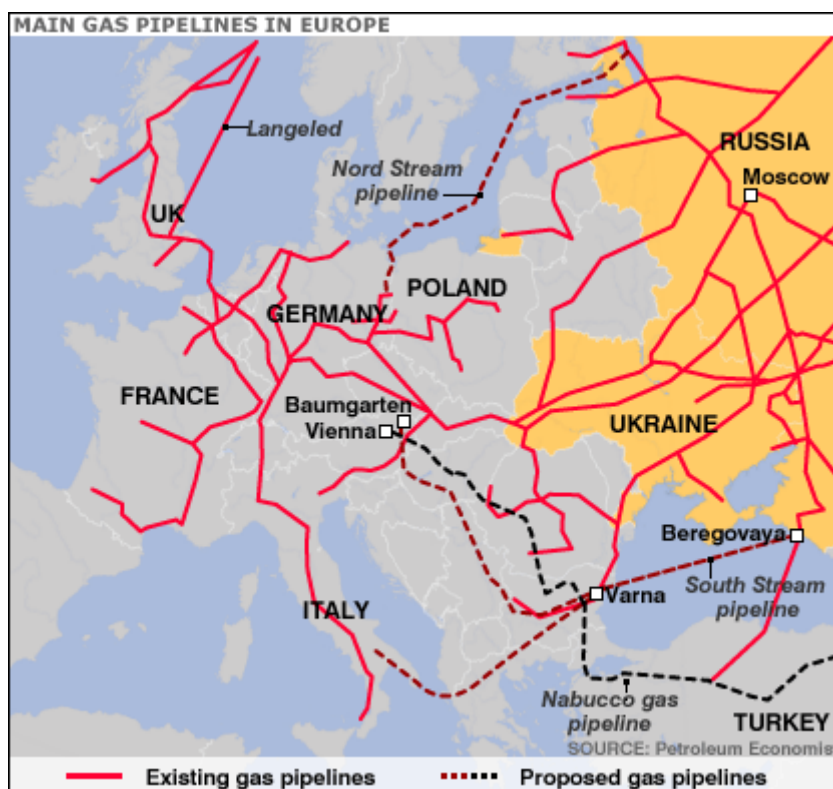 MAIN GAS PIPELINES IN EUROPE
Langeled
RUSSIA
Moscow
Nord Stream
pipeline
UK
POLAND
GERMANY
FRANCE
Baumgarten
Vienna
UKRAINE
Beregovaya
South Stream
pipeline
Varna
ITALY
Nabucco gas
pipeline
TURKEY
SOURCE: Petroleum Economis
Existing gas pipelines
Proposed gas pipelines